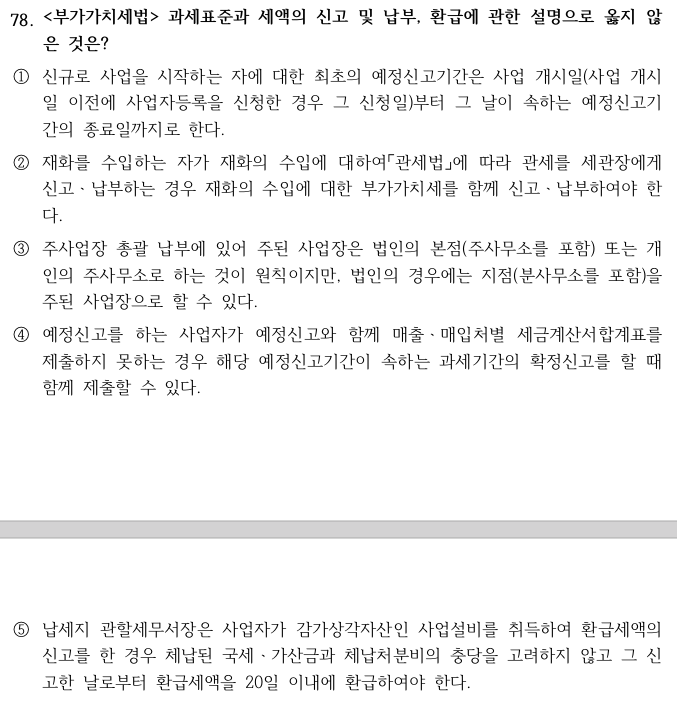 78. <부가가치세법> 과세표준과 세액의 신고 및 납부, 환급에 관한 설명으로 옳지 않
은 것은?
① 신규로 사업을 시작하는 자에 대한 최초의 예정신고기간은 사업 개시일(사업 개시
일 이전에 사업자등록을 신청한 경우 그 신청일)부터 그 날이 속하는 예정신고기
간의 종료일까지로 한다.
② 재화를 수입하는 자가 재화의 수입에 대하여「관세법」에 따라 관세를 세관장에게
신고ㆍ납부하는 경우 재화의 수입에 대한 부가가치세를 함께 신고ㆍ납부하여야 한
다.
③ 주사업장 총괄 납부에 있어 주된 사업장은 법인의 본점(주사무소를 포함) 또는 개
인의 주사무소로 하는 것이 원칙이지만, 법인의 경우에는 지점(분사무소를 포함)을
주된 사업장으로 할 수 있다.
④ 예정신고를 하는 사업자가 예정신고와 함께 매출ㆍ매입처별 세금계산서합계표를
제출하지 못하는 경우 해당 예정신고기간이 속하는 과세기간의 확정신고를 할 때
함께 제출할 수 있다.
⑤ 납세지 관할세무서장은 사업자가 감가상각자산인 사업설비를 취득하여 환급세액의
신고를 한 경우 체납된 국세ㆍ가산금과 체납처분비의 충당을 고려하지 않고 그 신
고한 날로부터 환급세액을 20일 이내에 환급하여야 한다.